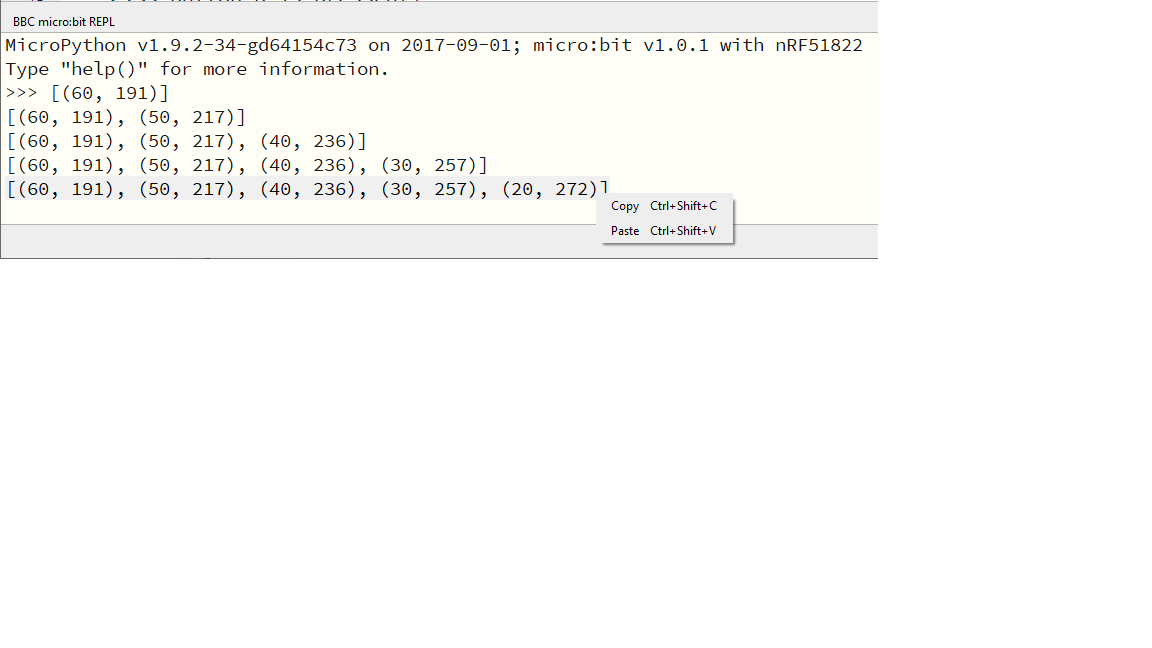 BBC micro:bit REPL
MicroPython v1.9.2-34-gd64154c73 on 2017-09-01; micro:bit v1.0.1 with nRF51822
Type "help()" for more information.
>>> [(60, 191)]
[(60, 191), (50, 217)]
[(60, 191), (50, 217), (40, 236)]
[(60, 191), (50, 217), (40, 236), (30, 257)]
[(60, 191), (50, 217), (40, 236), (30, 257), (20, 272)]
Copy Ctrl+Shift+C
Paste Ctrl+Shift+V